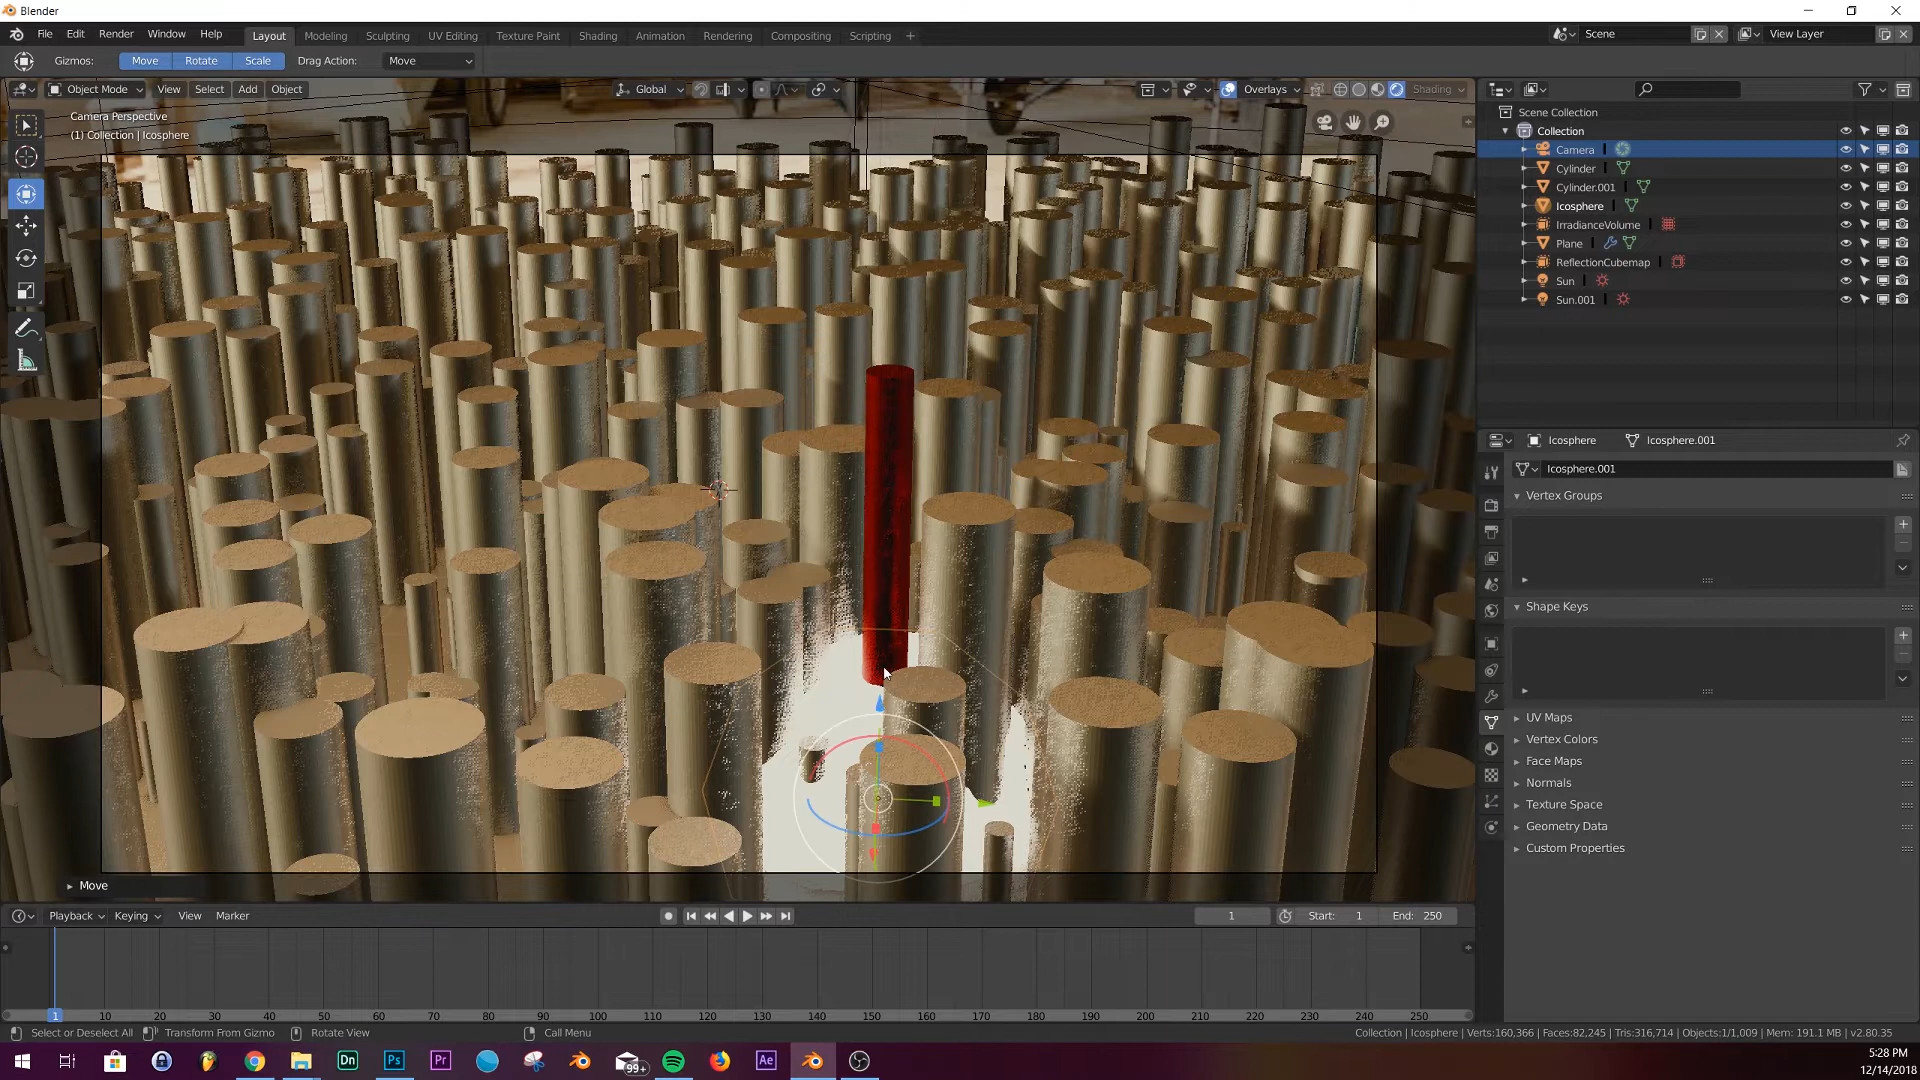 Blender
File Edit Render Window Help Layout Modeling Sculpting UV Editing Texture Paint Shading Animation Rendering Compositing Scripting + Scene View Layer
Gizmos: Move Rotate Scale Drag Action: Move
Object Mode View Select Add Object Global Overlays Shading
Camera Perspective
(1) Collection | Icosphere
Scene Collection
Collection
Camera
Cylinder
Cylinder.001
Icosphere
IrradianceVolume
Plane
ReflectionCubemap
Sun
Sun.001
Icosphere Icosphere.001
Icosphere.001
Vertex Groups
Shape Keys
UV Maps
Vertex Colors
Face Maps
Normals
Texture Space
Geometry Data
Custom Properties
Move
Playback Keying View Marker 1 Start: 1 End: 250
1 10 20 30 40 50 60 70 80 90 100 110 120 130 140 150 160 170 180 190 200 210 220 230 240 250
Select or Deselect All Transform From Gizmo Rotate View Call Menu Collection | Icosphere | Verts:160,366 | Faces:82,245 | Tris:316,714 | Objects:1/1,009 | Mem: 191.1 MB | v2.80.35
Dn Ps Pr 99+ Ae
5:28 PM
12/14/2018